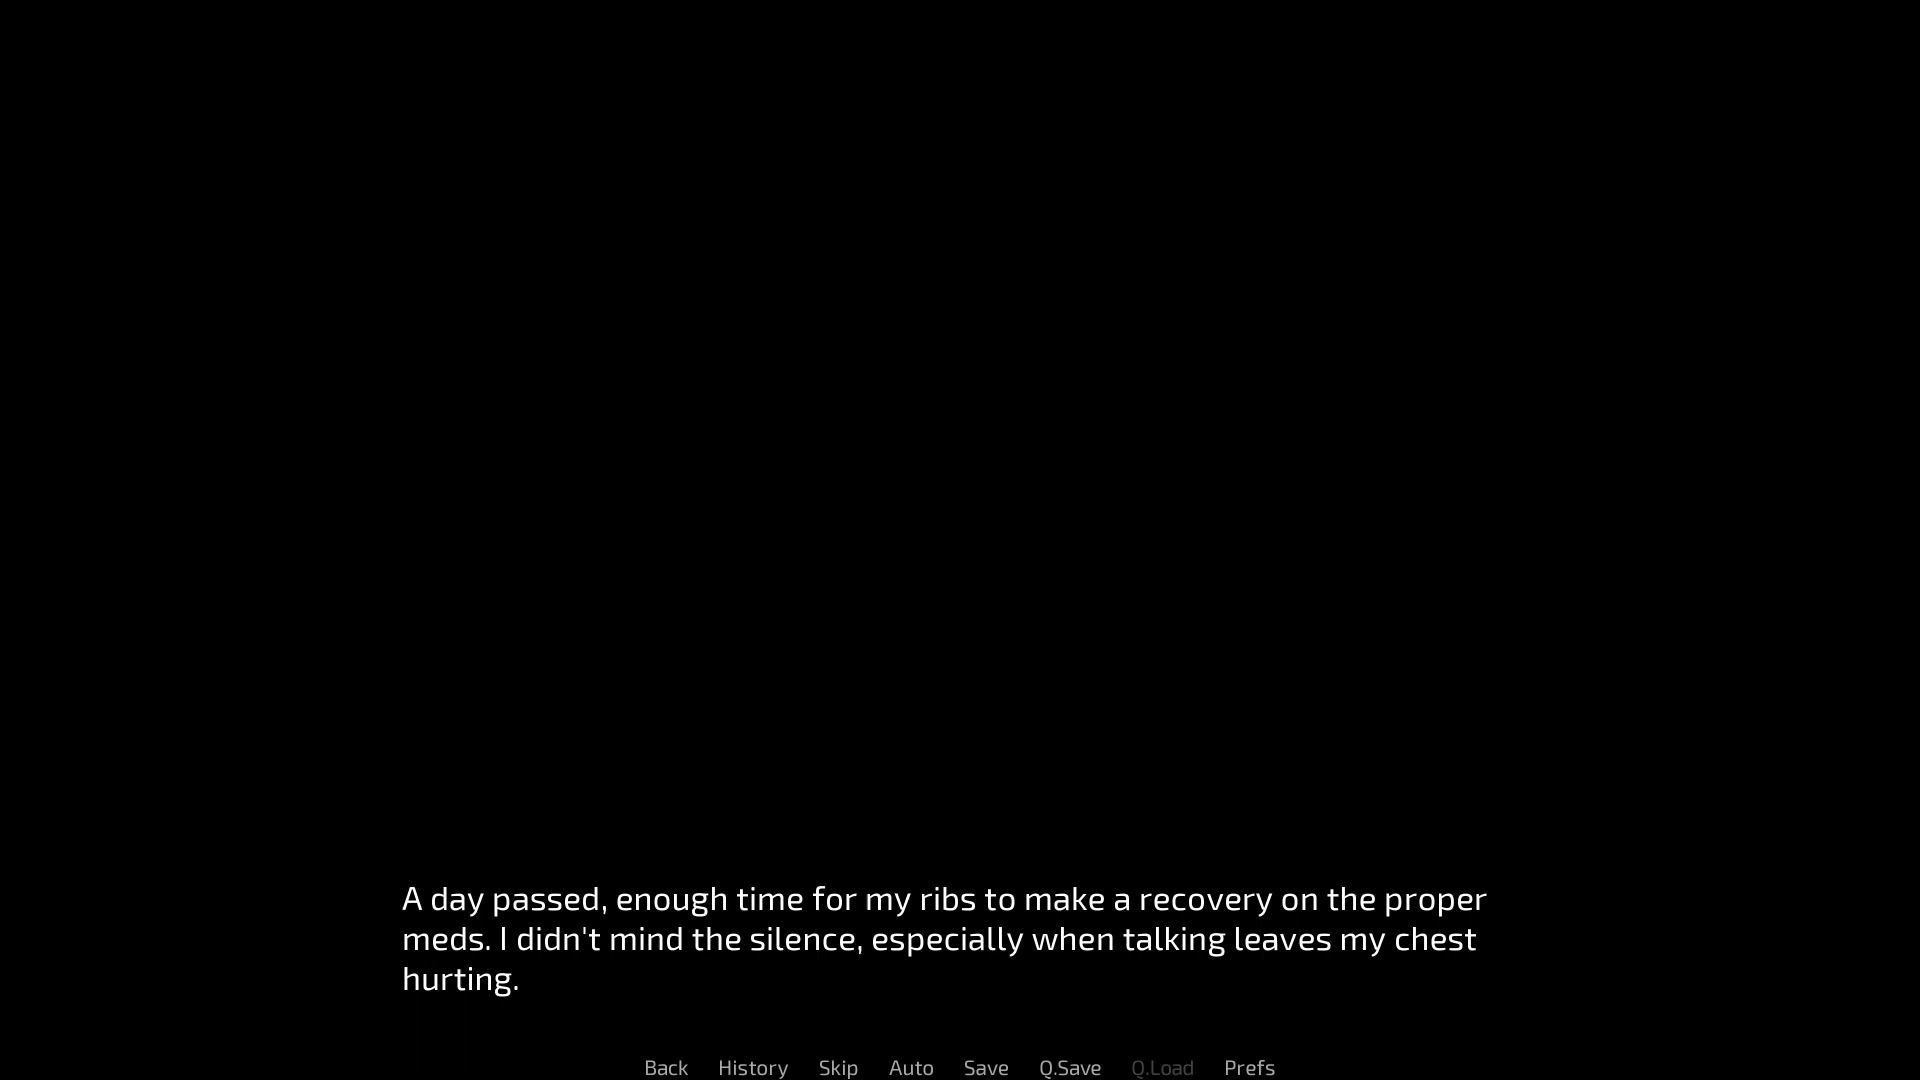 A day passed, enough time for my ribs to make a recovery on the proper
meds. I didn't mind the silence, especially when talking leaves my chest
hurting.
Back History Skip Auto Save Q.Save Q.Load Prefs